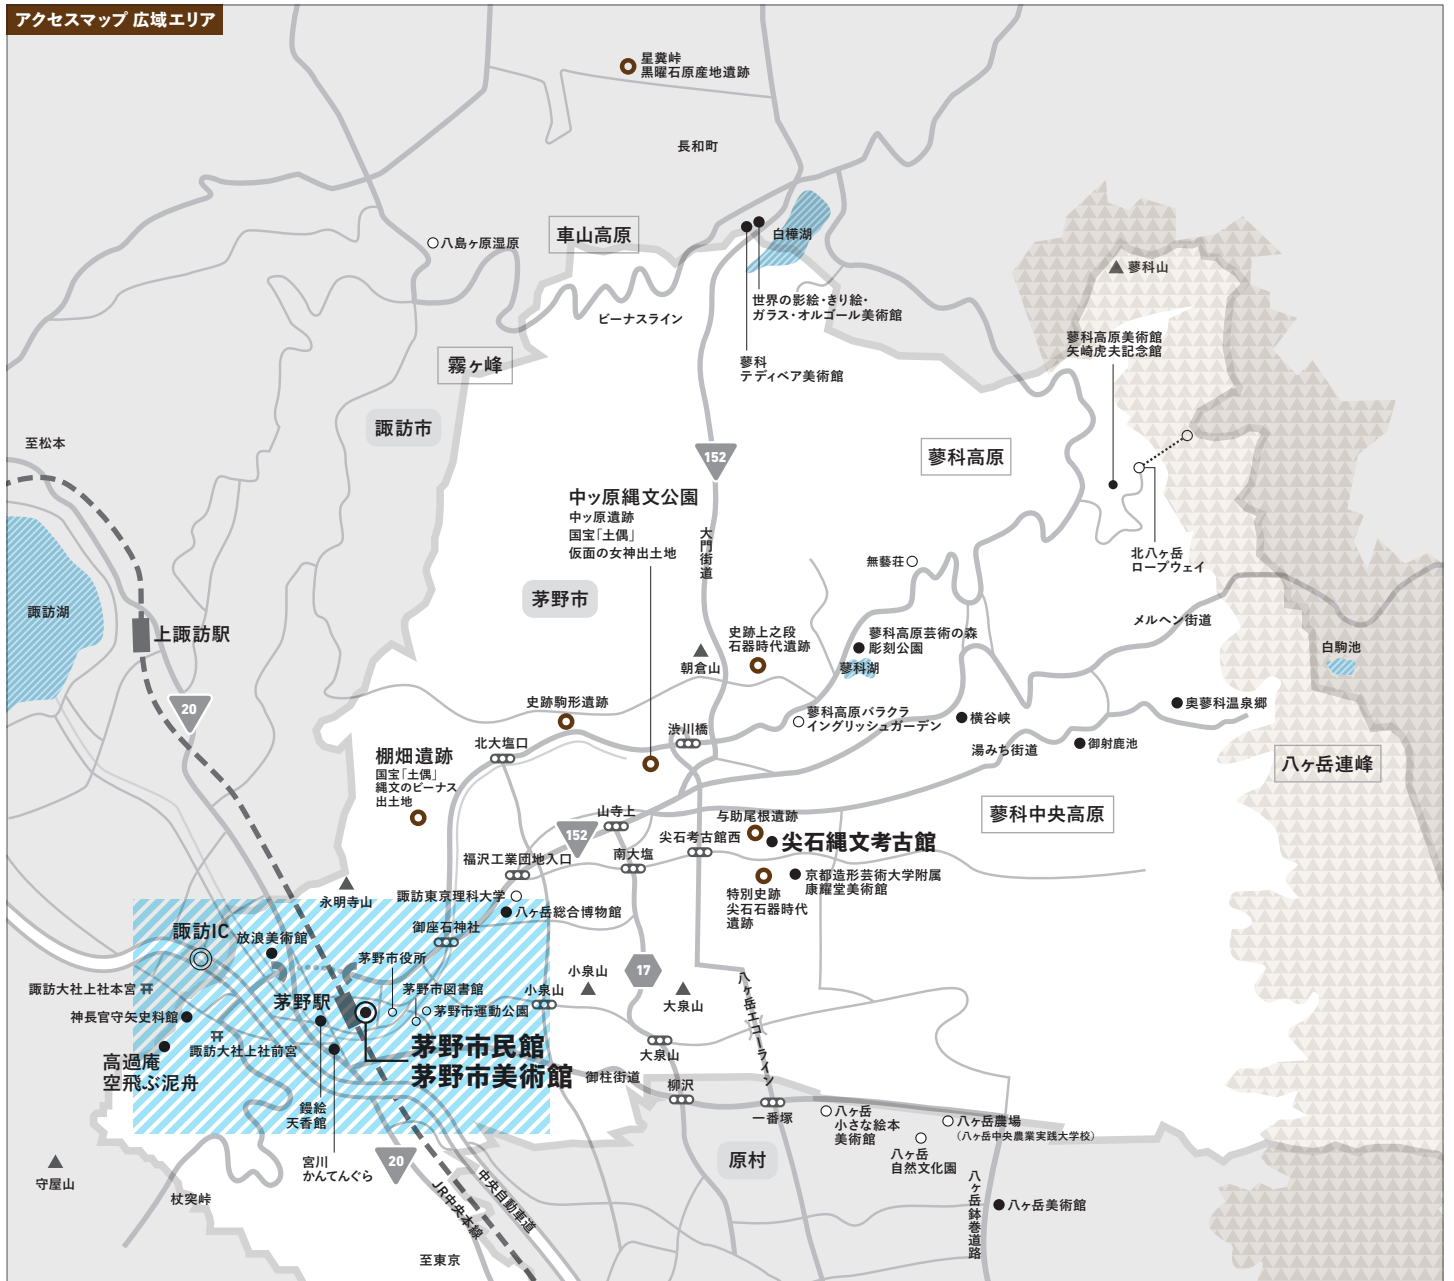 アクセスマップ 広域エリア
星糞峠
黒曜石原産地遺跡
長和町
車山高原
八島ヶ原湿原
白樺湖
蓼科山
ビーナスライン
世界の影絵・きり絵・
ガラス・オルゴール美術館
蓼科
テディベア美術館
蓼科高原美術館
矢崎虎夫記念館
霧ヶ峰
諏訪市
至松本
152
蓼科高原
中ッ原縄文公園
中ッ原遺跡
国宝「土偶」
仮面の女神出土地
大門街道
無藝荘
北八ヶ岳
ロープウェイ
諏訪湖
上諏訪駅
茅野市
史跡上之段
石器時代遺跡
朝倉山
蓼科高原芸術の森
彫刻公園
蓼科湖
メルヘン街道
白駒池
20
史跡駒形遺跡
蓼科高原バラクラ
イングリッシュガーデン
横谷峡
奥蓼科温泉郷
渋川橋
北大塩口
湯みち街道
御射鹿池
八ヶ岳連峰
棚畑遺跡
国宝「土偶」
縄文のビーナス
出土地
蓼科中央高原
山寺上
152
与助尾根遺跡
尖石考古館西
尖石縄文考古館
福沢工業団地入口
南大塩
京都造形芸術大学附属
康耀堂美術館
特別史跡
尖石石器時代
遺跡
永明寺山
諏訪東京理科大学
八ヶ岳総合博物館
諏訪IC
放浪美術館
御座石神社
茅野市役所
17
小泉山
大泉山
八ヶ岳エコーライン
諏訪大社上社本宮
茅野駅
茅野市図書館
小泉山
神長官守矢史料館
茅野市運動公園
諏訪大社上社前宮
高過庵
空飛ぶ泥舟
茅野市民館
茅野市美術館
大泉山
御柱街道
柳沢
一番塚
鏝絵
天香館
宮川
かんてんぐら
八ヶ岳
小さな絵本
美術館
八ヶ岳農場
（八ヶ岳中央農業実践大学校）
八ヶ岳
自然文化園
原村
守屋山
杖突峠
20
中央自動車道
JR中央本線
八ヶ岳鉢巻道路
八ヶ岳美術館
至東京